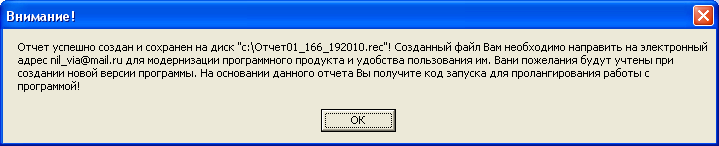 Внимание!
Отчет успешно создан и сохранен на диск "c:\Отчет01_166_192010.rec"! Созданный файл Вам необходимо направить на электронный
адрес nil_via@mail.ru для модернизации программного продукта и удобства пользования им. Вани пожелания будут учтены при
создании новой версии программы. На основании данного отчета Вы получите код запуска для пролангирования работы с
программой!
OK